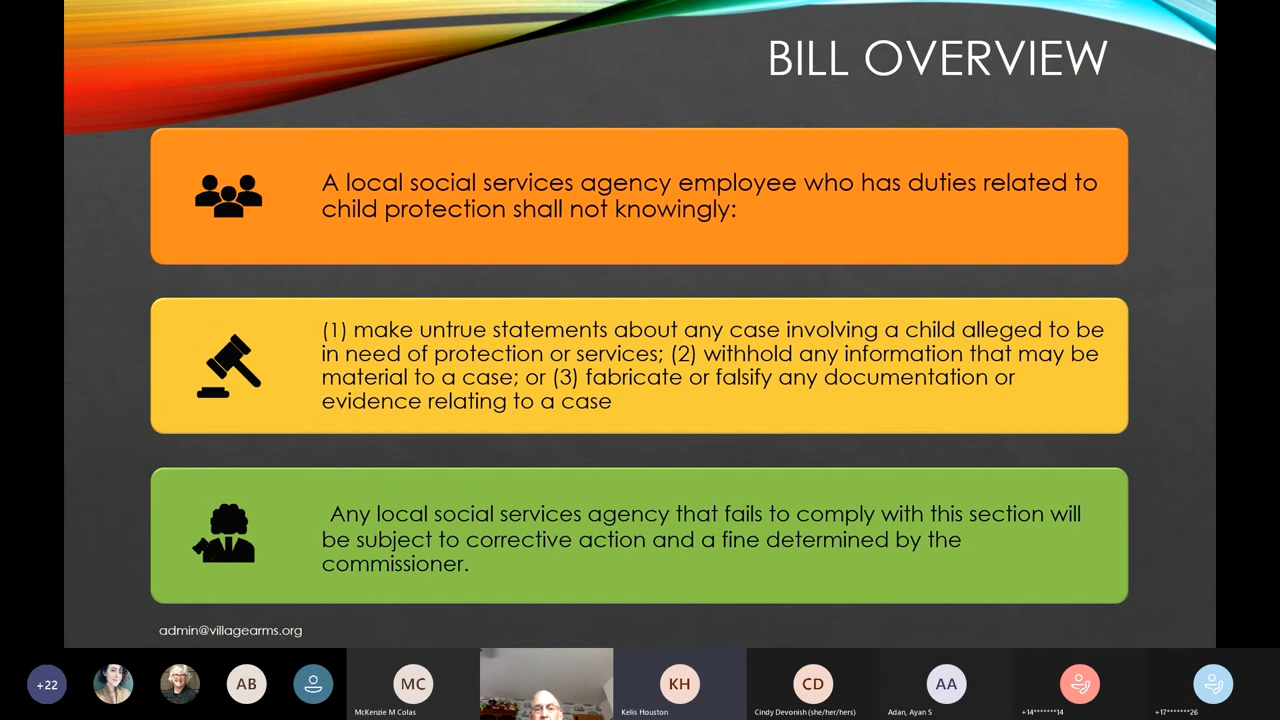 BILL OVERVIEW
A local social services agency employee who has duties related to
child protection shall not knowingly:
(1) make untrue statements about any case involving a child alleged to be
in need of protection or services; (2) withhold any information that may be
material to a case; or (3) fabricate or falsify any documentation or
evidence relating to a case
Any local social services agency that fails to comply with this section will
be subject to corrective action and a fine determined by the
commissioner.
admin@villagearms.org
+22
AB
MC
KH
CD
AA
McKenzie M Colas
Kelis Houston
Cindy Devonish (she/her/hers)
Adan, Ayan S
+14*******14
+17*******26